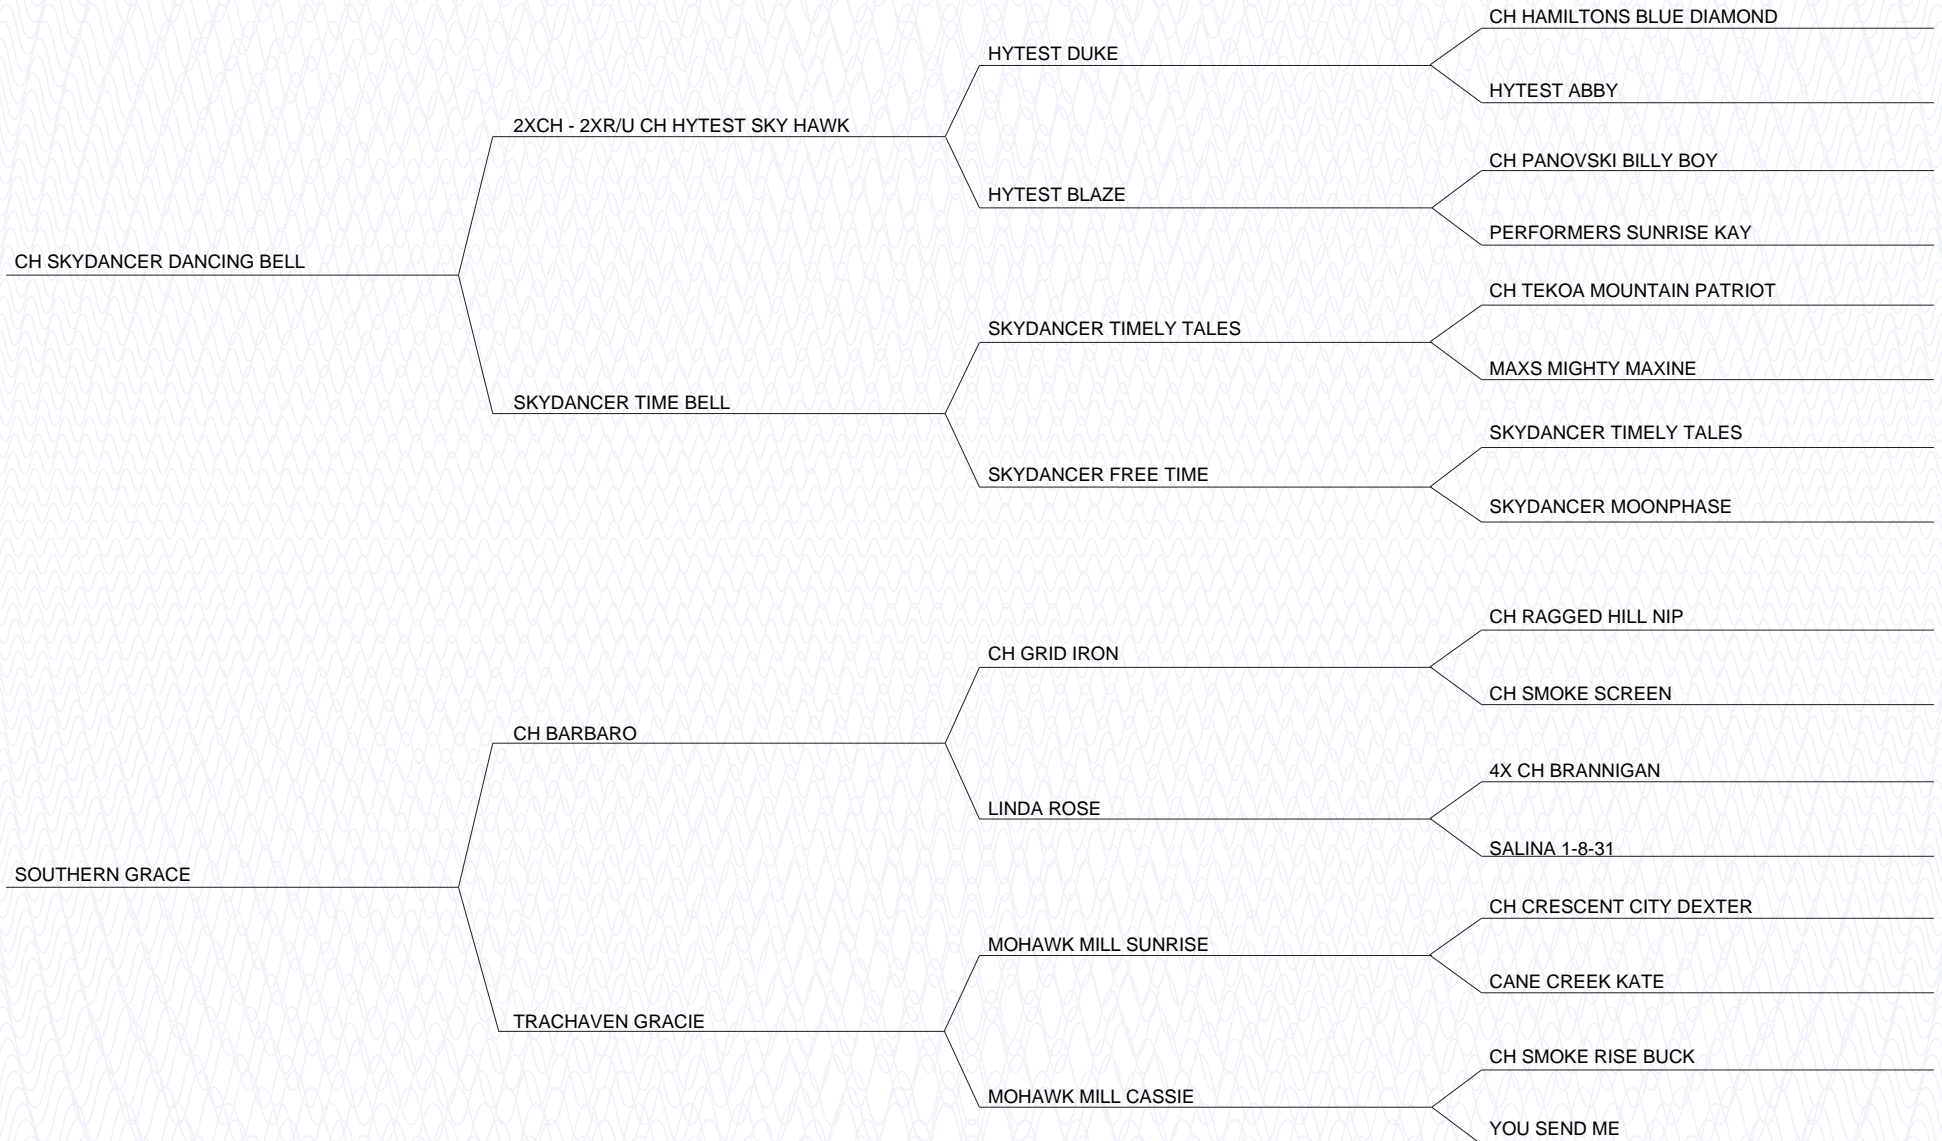 CH HAMILTONS BLUE DIAMOND
HYTEST DUKE
HYTEST ABBY
2XCH - 2XR/U CH HYTEST SKY HAWK
CH PANOVSKI BILLY BOY
HYTEST BLAZE
PERFORMERS SUNRISE KAY
CH SKYDANCER DANCING BELL
CH TEKOA MOUNTAIN PATRIOT
SKYDANCER TIMELY TALES
MAXS MIGHTY MAXINE
SKYDANCER TIME BELL
SKYDANCER TIMELY TALES
SKYDANCER FREE TIME
SKYDANCER MOONPHASE
CH RAGGED HILL NIP
CH GRID IRON
CH SMOKE SCREEN
CH BARBARO
4X CH BRANNIGAN
LINDA ROSE
SALINA 1-8-31
SOUTHERN GRACE
CH CRESCENT CITY DEXTER
MOHAWK MILL SUNRISE
CANE CREEK KATE
TRACHAVEN GRACIE
CH SMOKE RISE BUCK
MOHAWK MILL CASSIE
YOU SEND ME